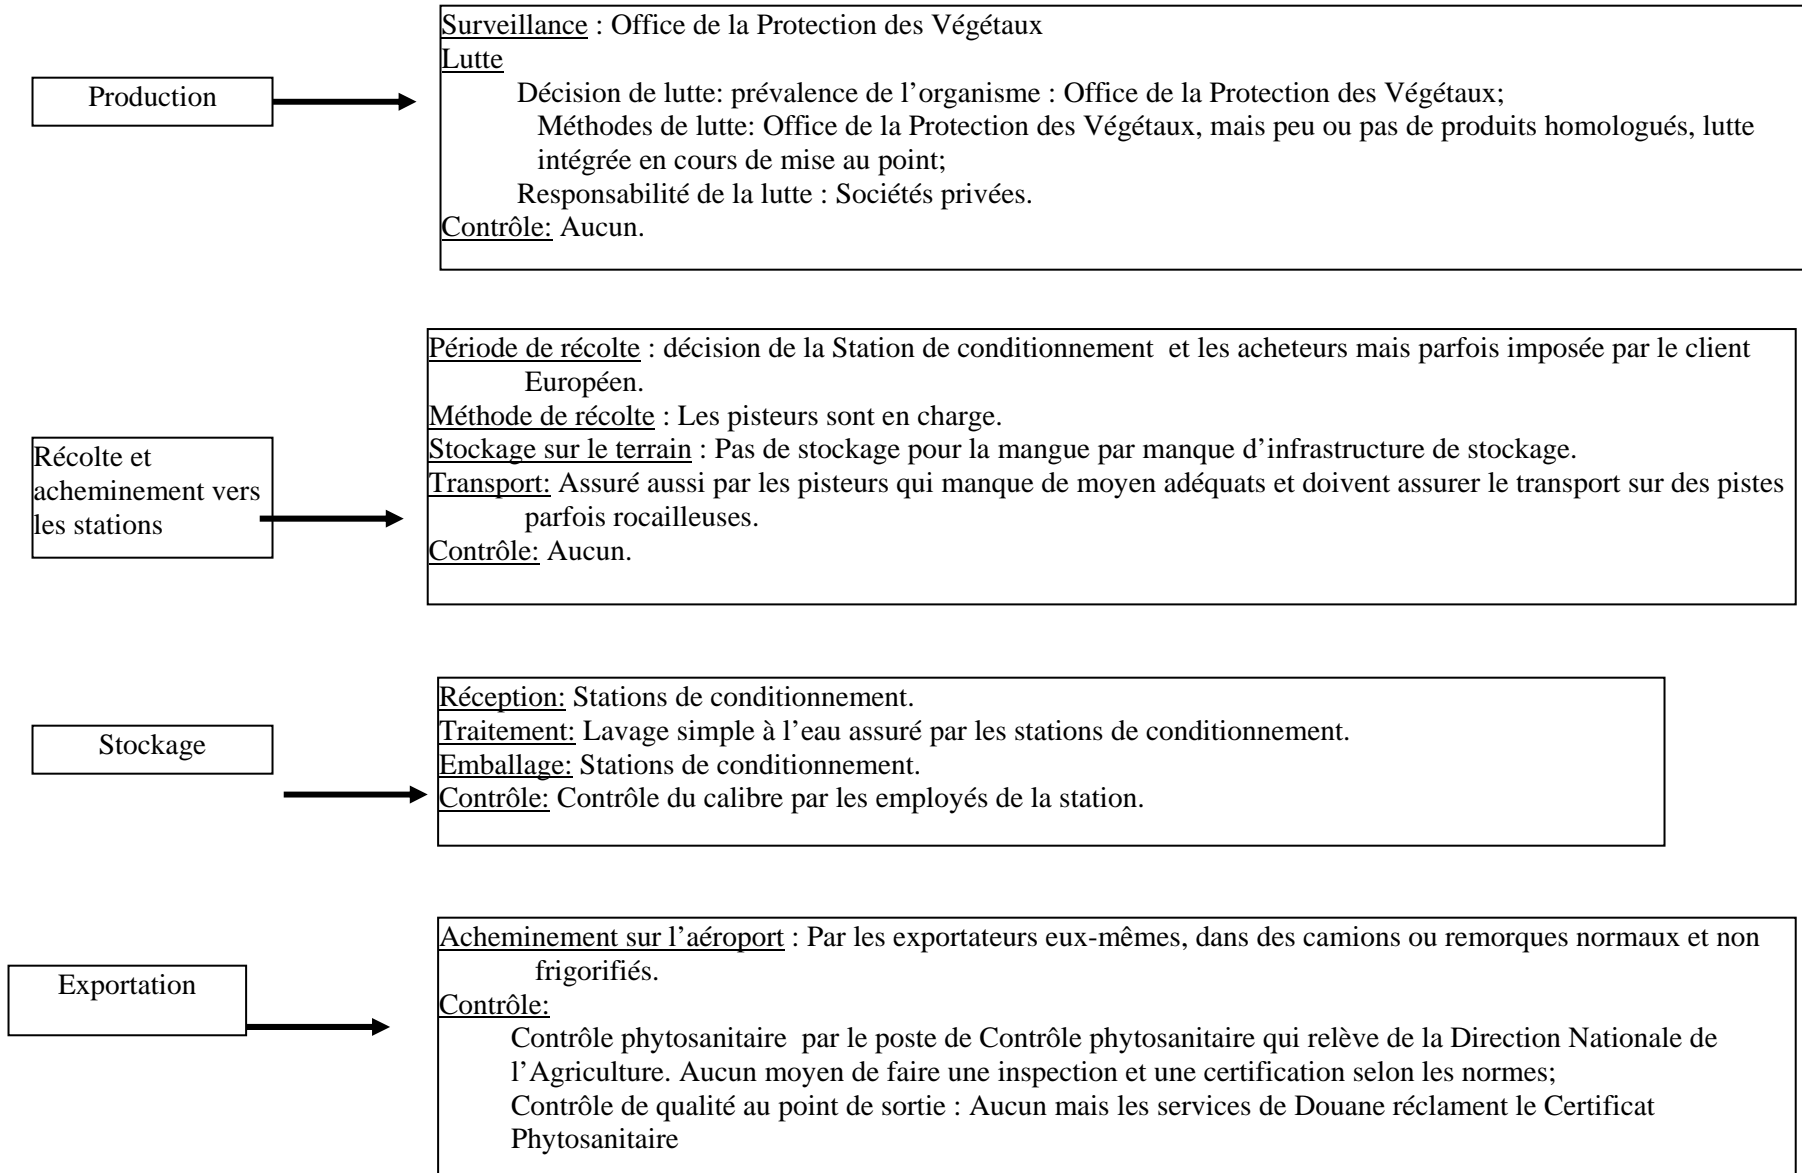 Production
Surveillance : Office de la Protection des Végétaux
Lutte
Décision de lutte: prévalence de l’organisme : Office de la Protection des Végétaux;
Méthodes de lutte: Office de la Protection des Végétaux, mais peu ou pas de produits homologués, lutte
intégrée en cours de mise au point;
Responsabilité de la lutte : Sociétés privées.
Contrôle: Aucun.
Récolte et
acheminement vers
les stations
Période de récolte : décision de la Station de conditionnement et les acheteurs mais parfois imposée par le client
Européen.
Méthode de récolte : Les pisteurs sont en charge.
Stockage sur le terrain : Pas de stockage pour la mangue par manque d’infrastructure de stockage.
Transport: Assuré aussi par les pisteurs qui manque de moyen adéquats et doivent assurer le transport sur des pistes
parfois rocailleuses.
Contrôle: Aucun.
Stockage
Réception: Stations de conditionnement.
Traitement: Lavage simple à l’eau assuré par les stations de conditionnement.
Emballage: Stations de conditionnement.
Contrôle: Contrôle du calibre par les employés de la station.
Exportation
Acheminement sur l’aéroport : Par les exportateurs eux-mêmes, dans des camions ou remorques normaux et non
frigorifiés.
Contrôle:
Contrôle phytosanitaire par le poste de Contrôle phytosanitaire qui relève de la Direction Nationale de
l’Agriculture. Aucun moyen de faire une inspection et une certification selon les normes;
Contrôle de qualité au point de sortie : Aucun mais les services de Douane réclament le Certificat
Phytosanitaire